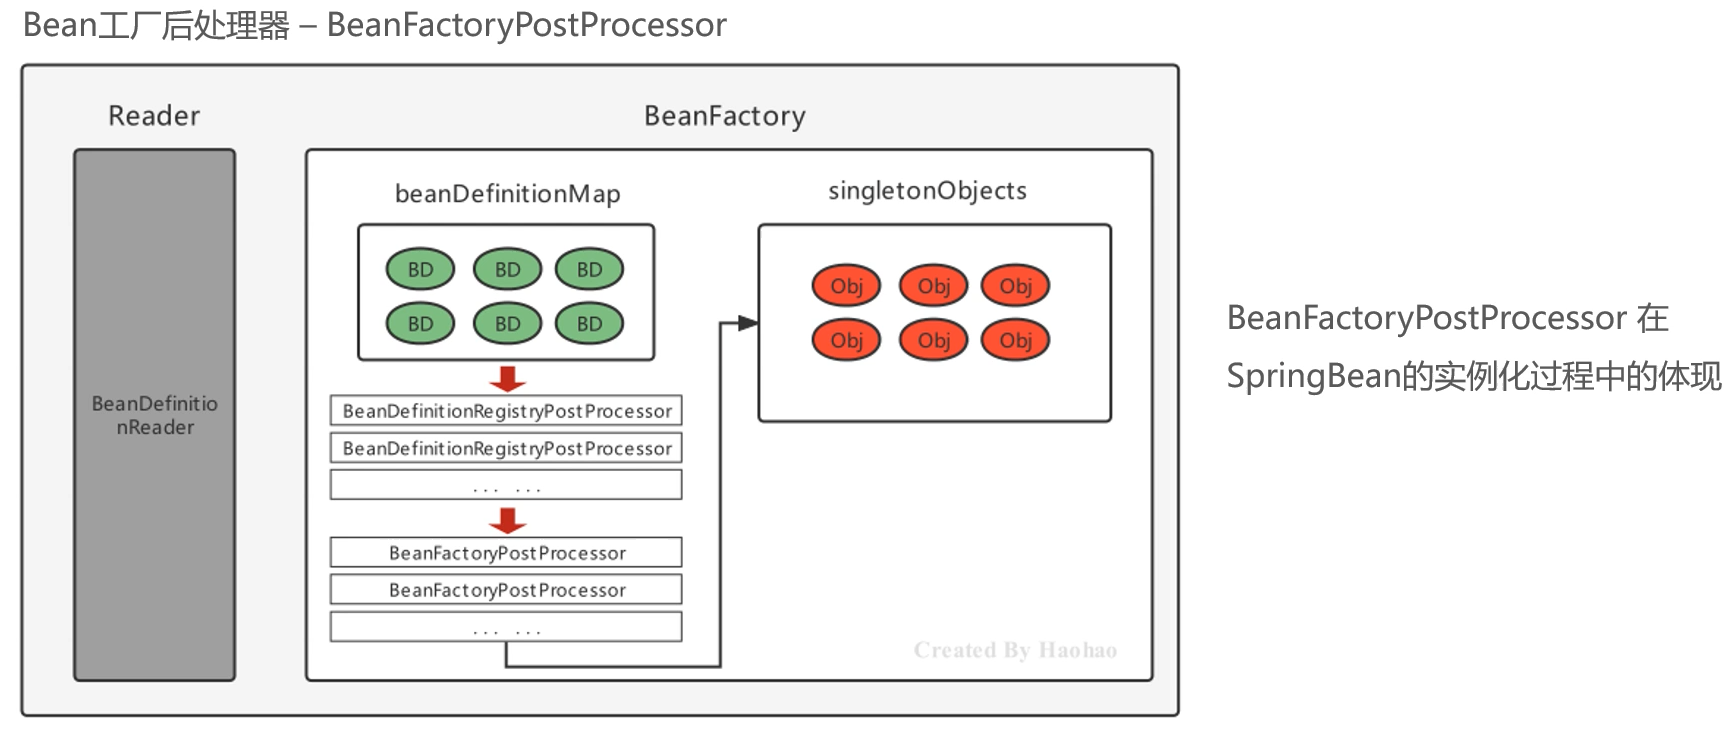 Bean工厂后处理器 – BeanFactoryPostProcessor
Reader
BeanFactory
BeanDefinitio
nReader
beanDefinitionMap
BD BD BD
BD BD BD
BeanDefinitionRegistryPostProcessor
BeanDefinitionRegistryPostProcessor
... ...
BeanFactoryPostProcessor
BeanFactoryPostProcessor
... ...
singletonObjects
Obj Obj Obj
Obj Obj Obj
Created By Haohao
BeanFactoryPostProcessor 在
SpringBean的实例化过程中的体现